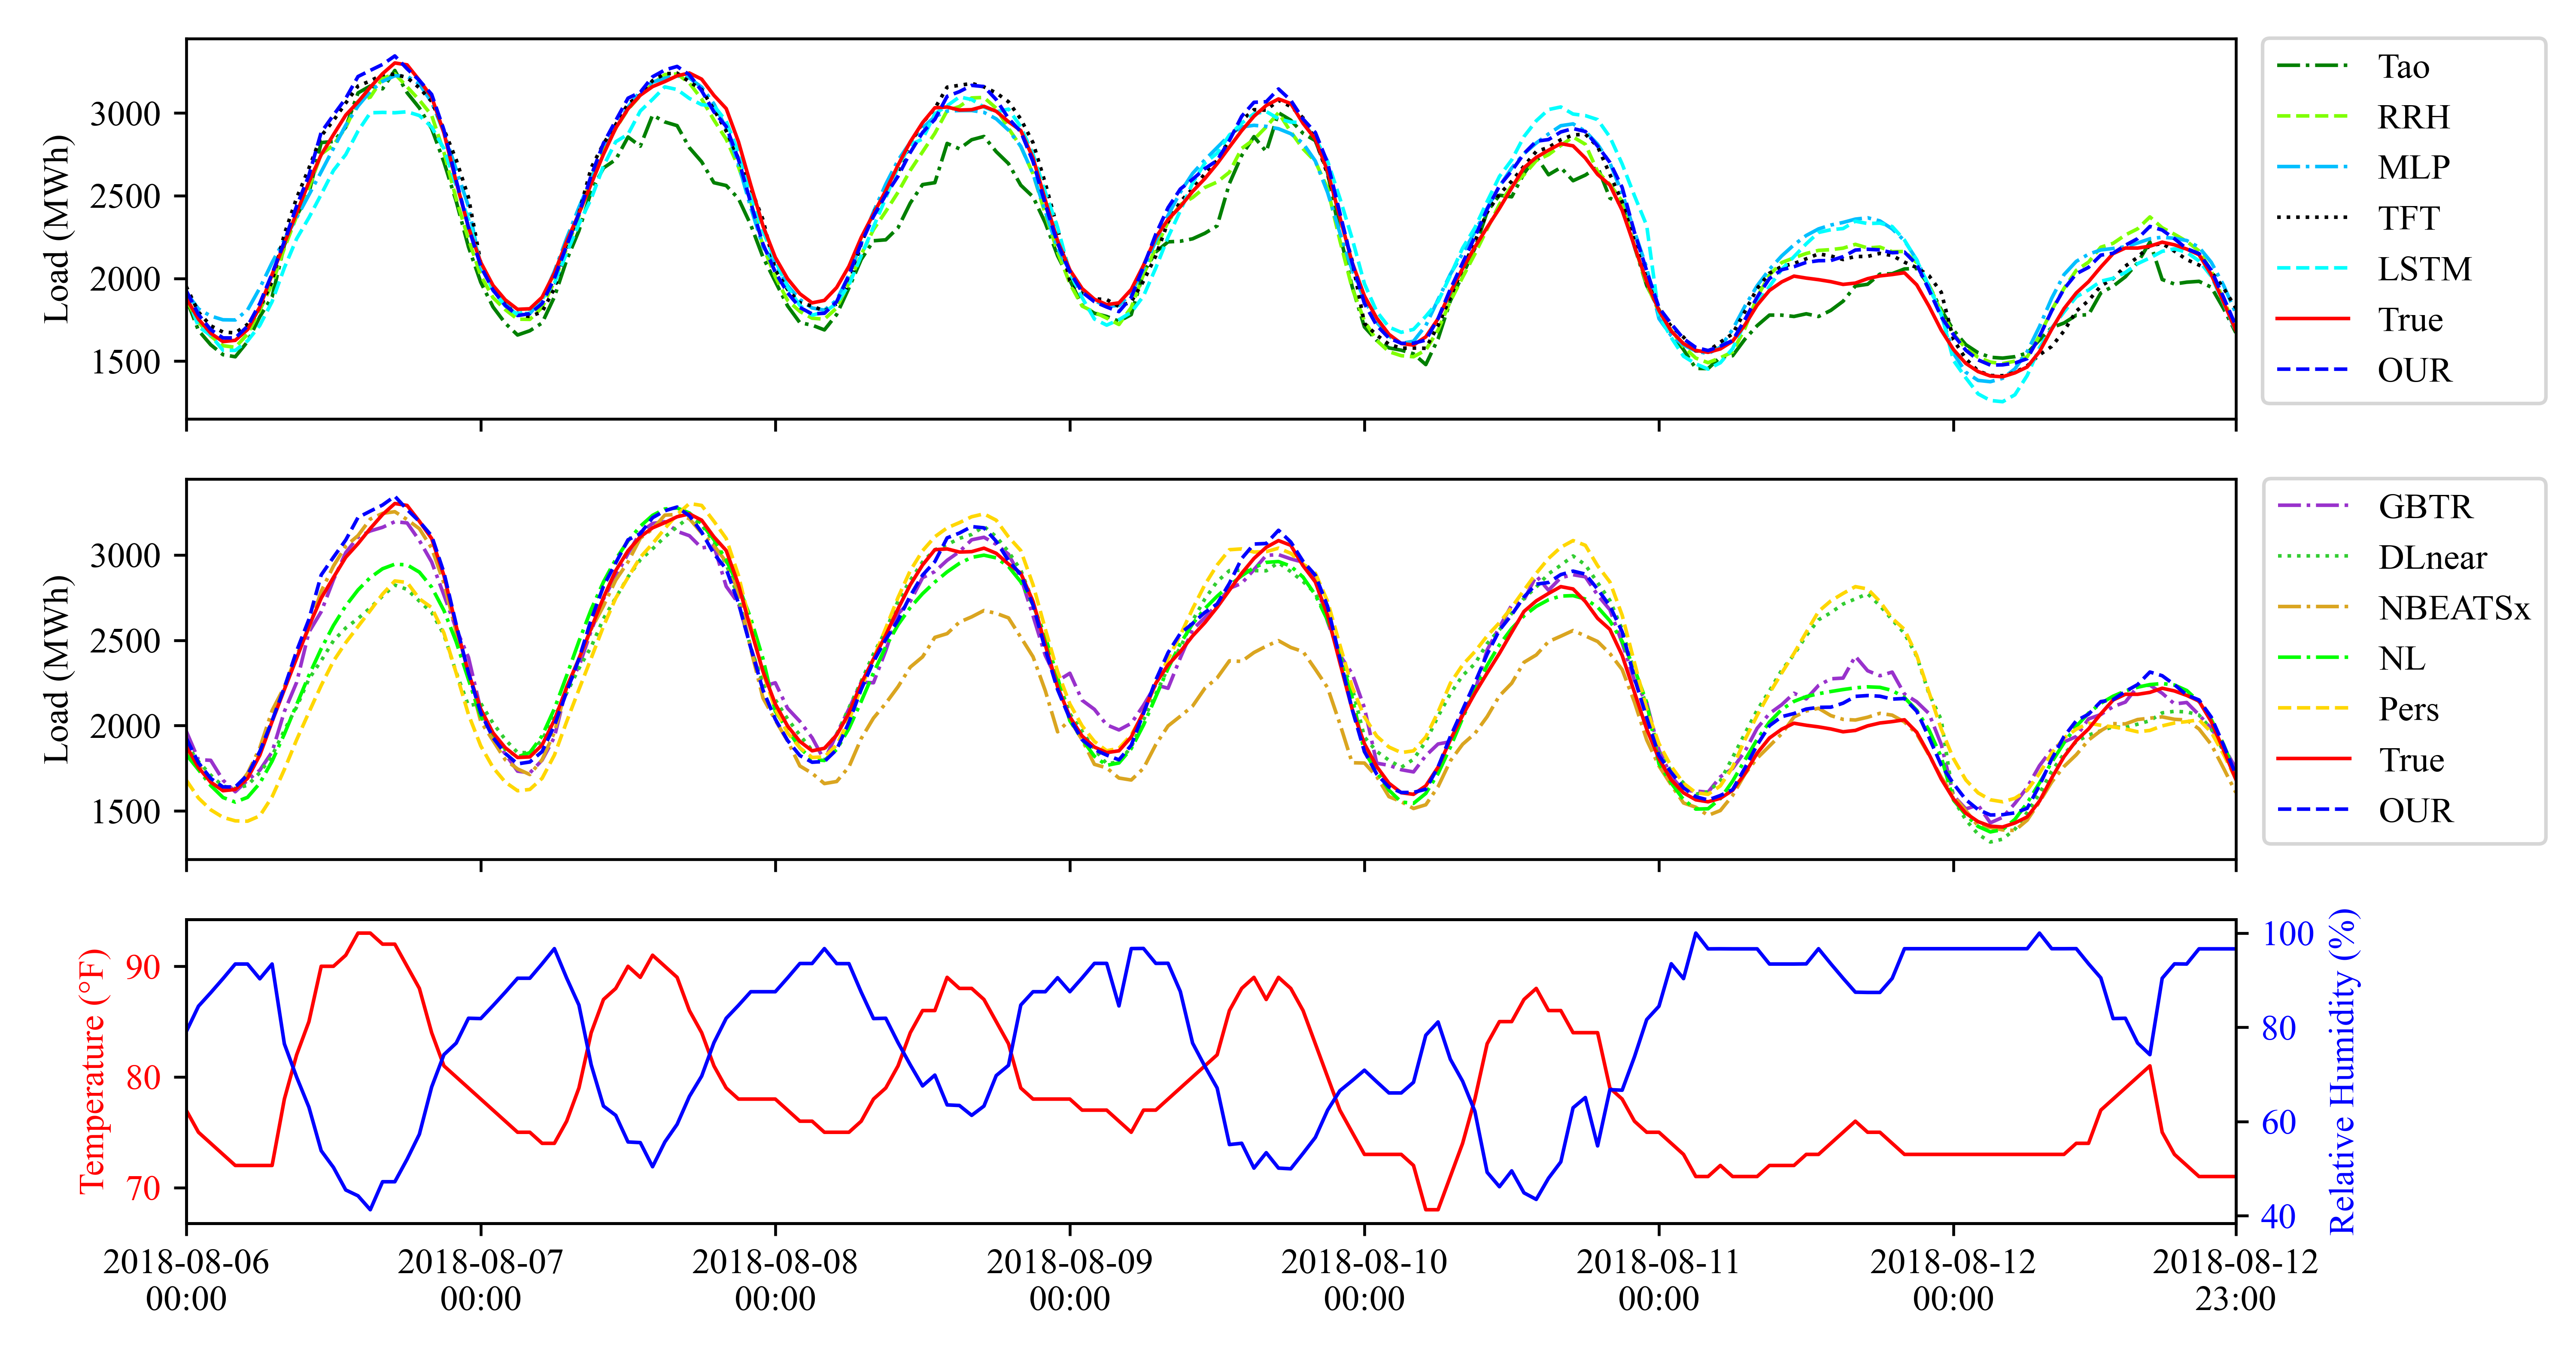 Load (MWh)
3000
2500
2000
1500
Tao
RRH
MLP
TFT
LSTM
True
OUR
Load (MWh)
3000
2500
2000
1500
GBTR
DLnear
NBEATSx
NL
Pers
True
OUR
Temperature (°F)
90
80
70
100
80
60
40
Relative Humidity (%)
2018-08-06 2018-08-07 2018-08-08 2018-08-09 2018-08-10 2018-08-11 2018-08-12 2018-08-12
00:00 00:00 00:00 00:00 00:00 00:00 00:00 23:00